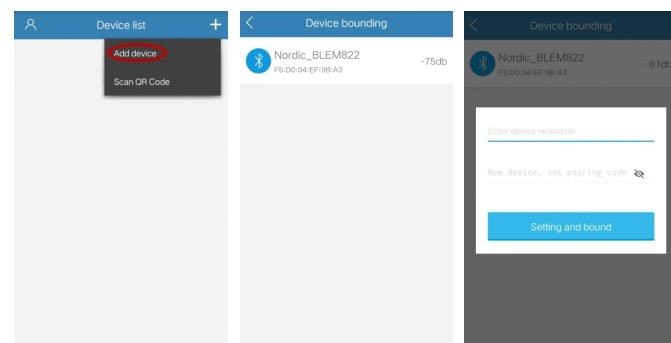 Device list
+
Add device
Scan QR Code
Device bounding
Nordic_BLEM822
-75db
F5:D0:04:EF:9B:A3
Device bounding
Nordic_BLEM822
-61db
F5:D0:04:EF:9B:A3
Enter device nickname
New device, set pairing code
Setting and bound